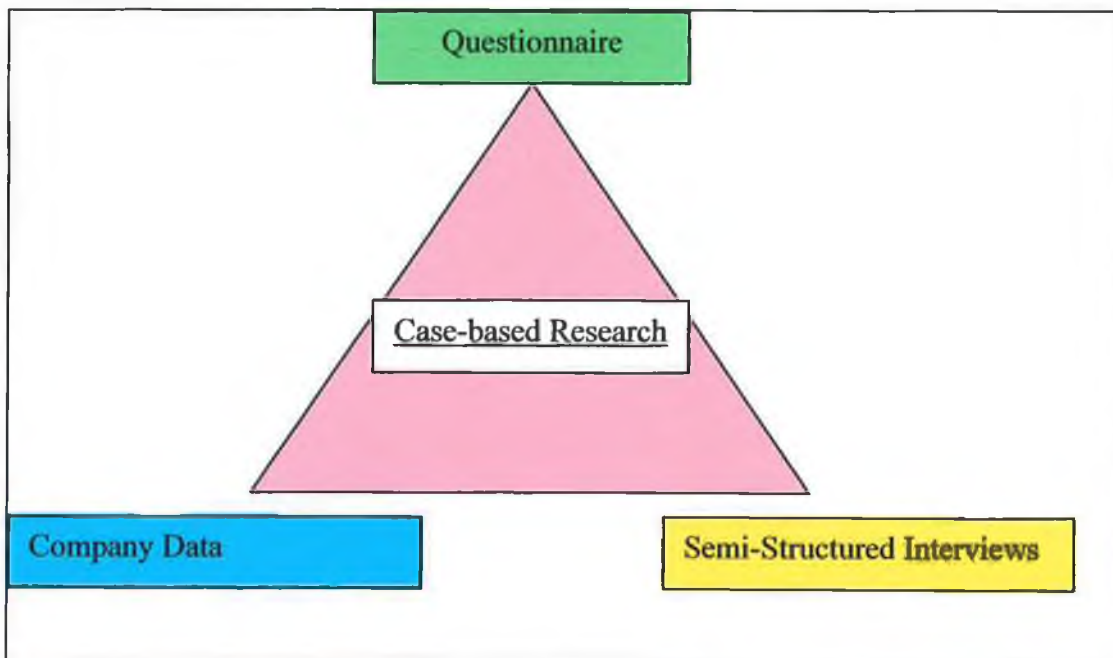 Questionnaire
Case-based Research
Company Data
Semi-Structured Interviews